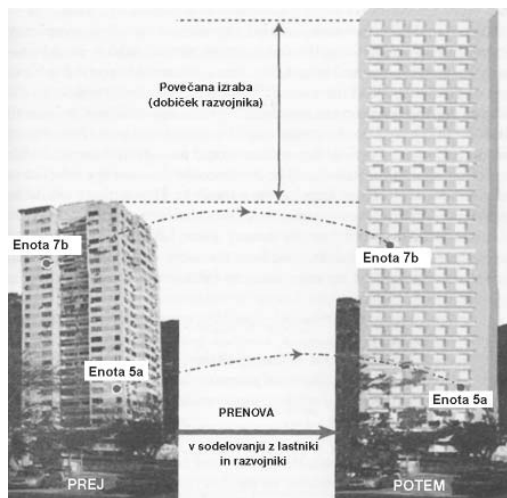 Povečana izraba
(dobiček razvojnika)
Enota 7b
Enota 7b
Enota 5a
Enota 5a
PRENOVA
v sodelovanju z lastniki
in razvojniki
PREJ
POTEM